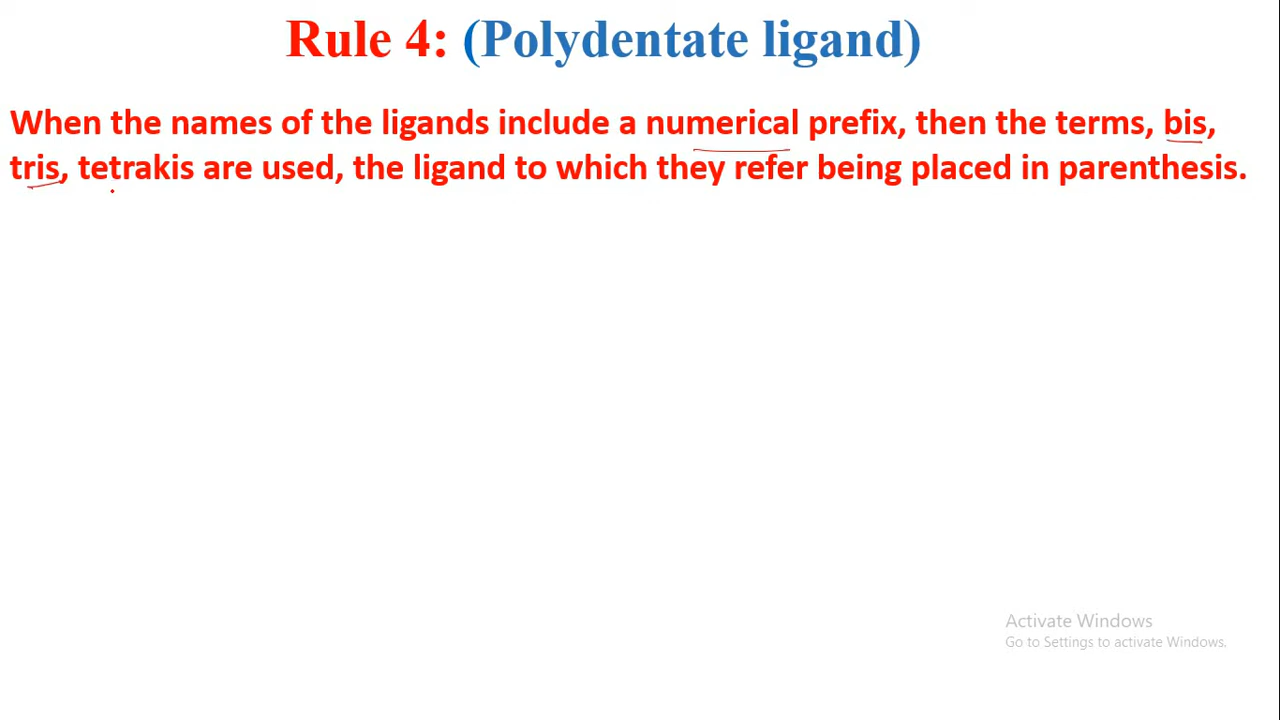 Rule 4: (Polydentate ligand)
When the names of the ligands include a numerical prefix, then the terms, bis,
tris, tetrakis are used, the ligand to which they refer being placed in parenthesis.
Activate Windows
Go to Settings to activate Windows.